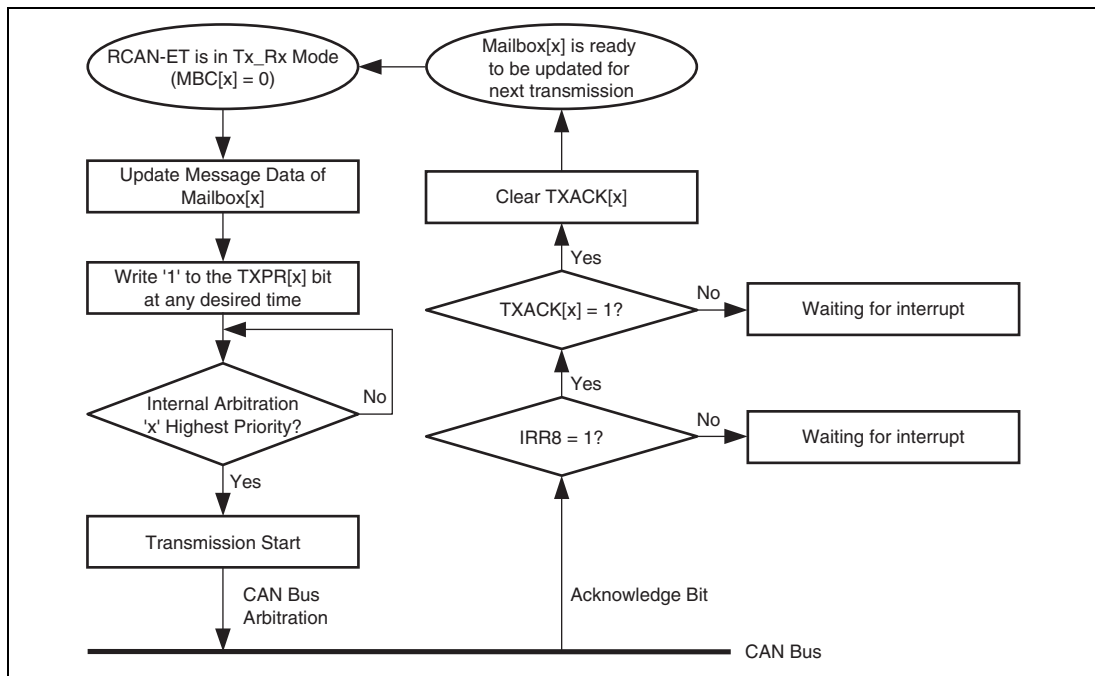 RCAN-ET is in Tx_Rx Mode
(MBC[x] = 0)
Update Message Data of
Mailbox[x]
Write '1' to the TXPR[x] bit
at any desired time
Internal Arbitration
'x' Highest Priority?
No
Yes
Transmission Start
CAN Bus
Arbitration
Mailbox[x] is ready
to be updated for
next transmission
Clear TXACK[x]
Yes
TXACK[x] = 1?
No
Waiting for interrupt
Yes
IRR8 = 1?
No
Waiting for interrupt
Acknowledge Bit
CAN Bus